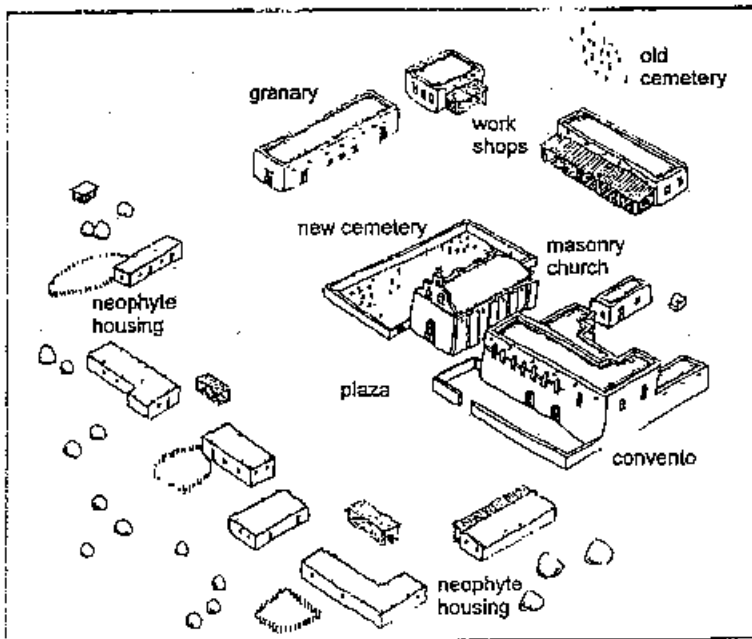 old
cemetery
granary
work
shops
new cemetery
masonry
church
neophyte
housing
plaza
convento
neophyte
housing